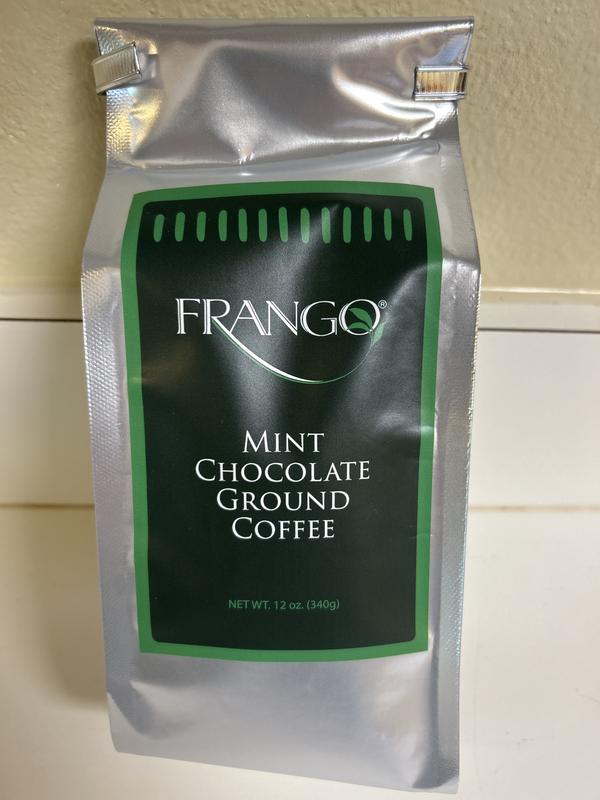 FRANGO®
MINT
CHOCOLATE
GROUND
COFFEE
NET WT. 12 oz. (340g)